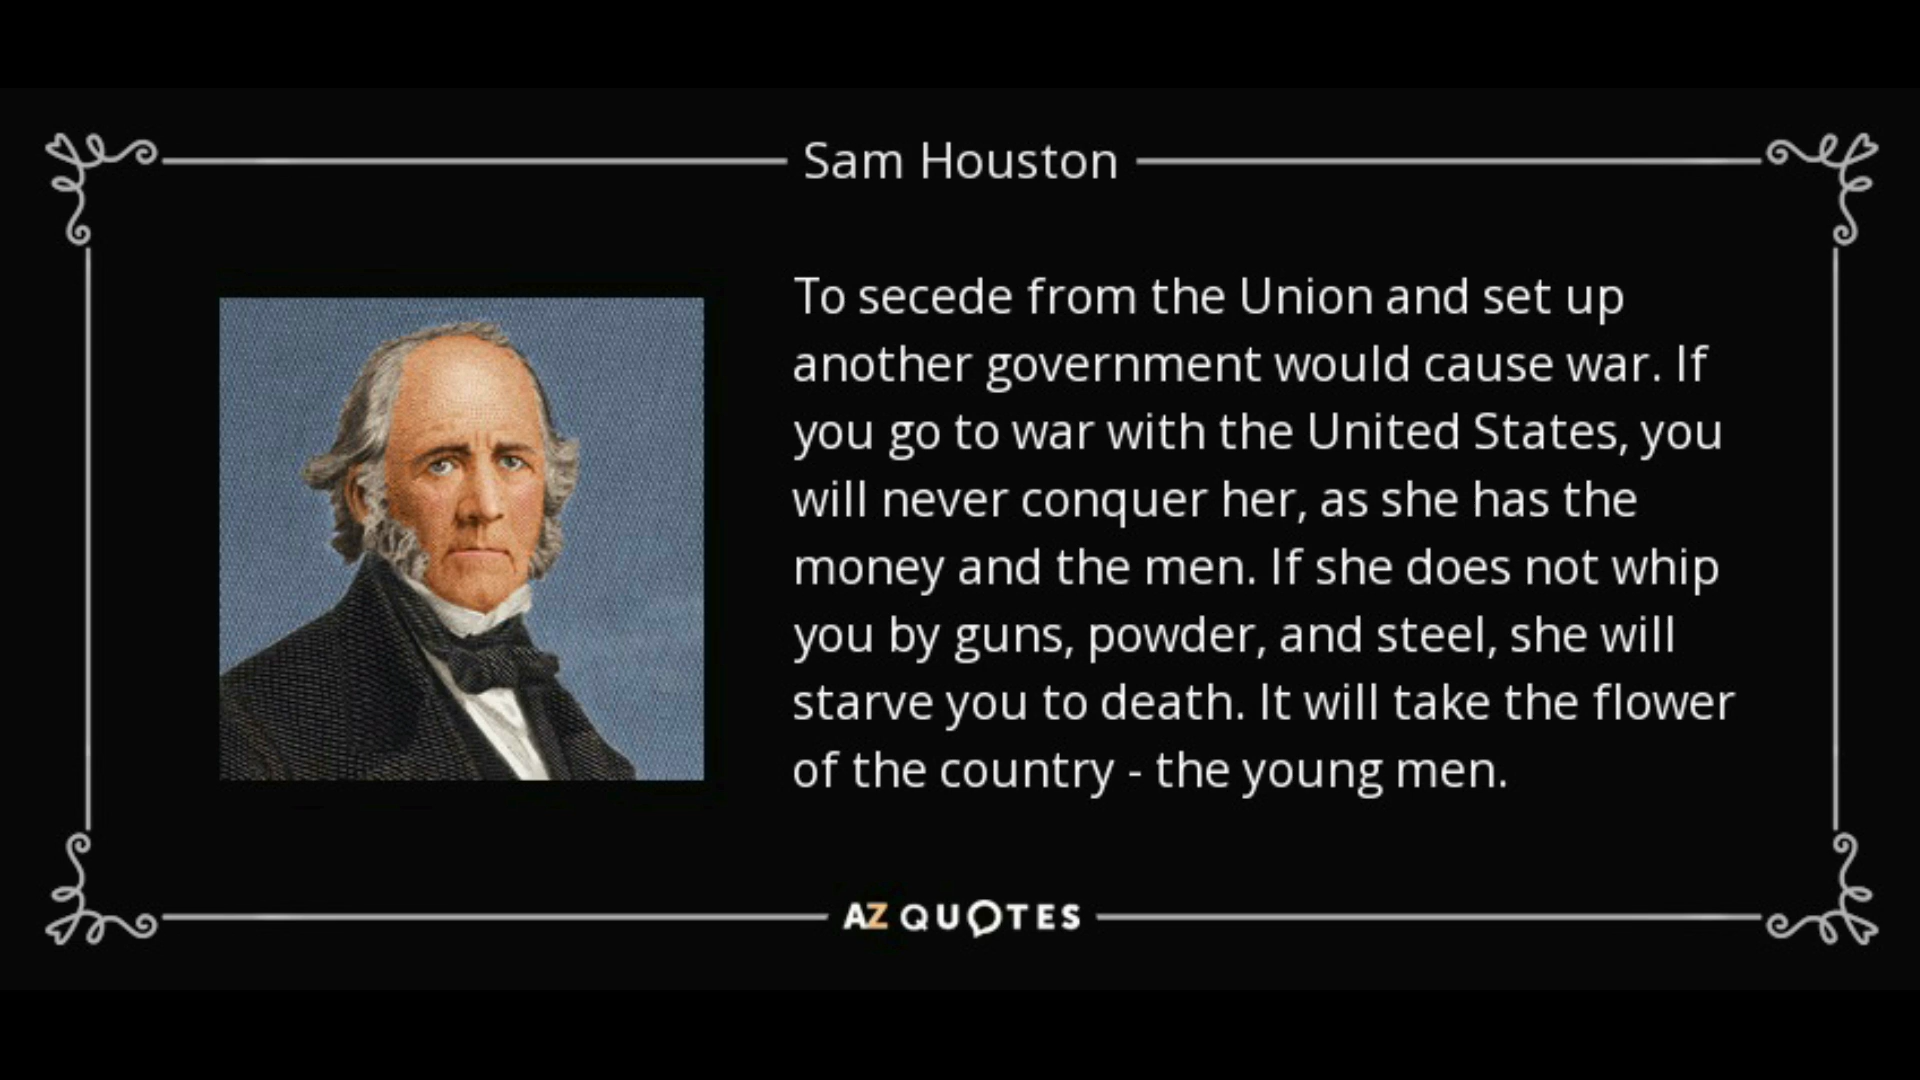 Sam Houston
To secede from the Union and set up
another government would cause war. If
you go to war with the United States, you
will never conquer her, as she has the
money and the men. If she does not whip
you by guns, powder, and steel, she will
starve you to death. It will take the flower
of the country - the young men.
AZ QUOTES